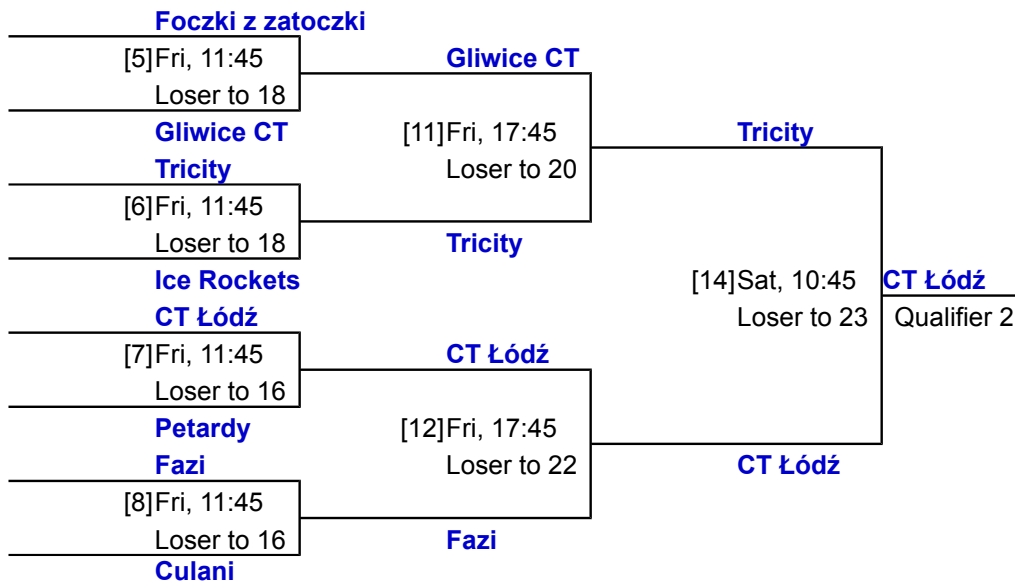 Foczki z zatoczki
[5]Fri, 11:45
Gliwice CT
Loser to 18
Gliwice CT
[11]Fri, 17:45
Tricity
Tricity
Loser to 20
[6]Fri, 11:45
Loser to 18
Tricity
Ice Rockets
[14]Sat, 10:45
CT Łódź
CT Łódź
Loser to 23
Qualifier 2
[7]Fri, 11:45
CT Łódź
Loser to 16
Petardy
[12]Fri, 17:45
Fazi
Loser to 22
CT Łódź
[8]Fri, 11:45
Loser to 16
Fazi
Culani